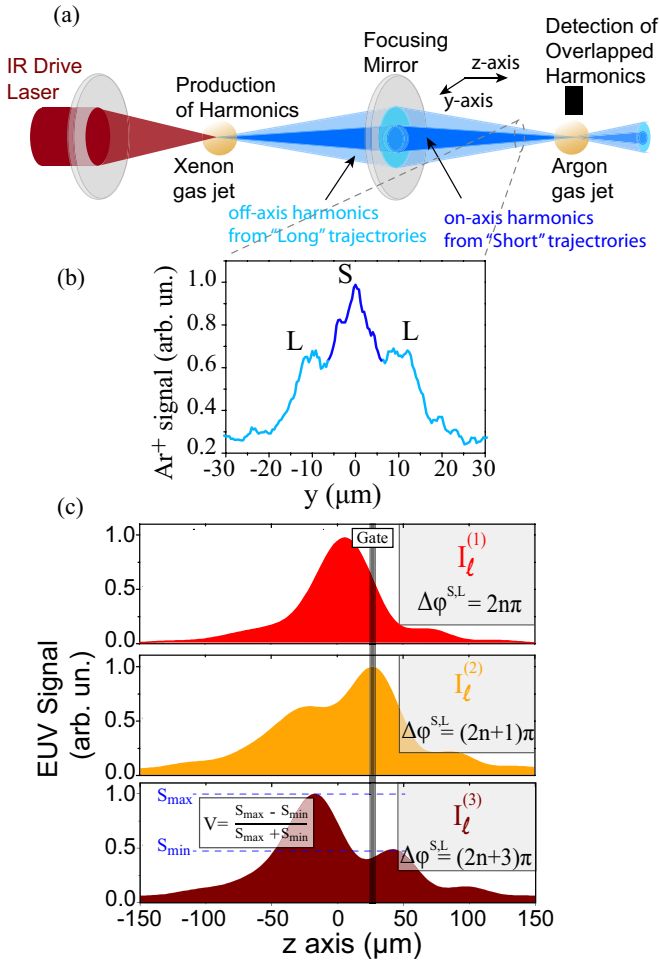 (a)
IR Drive
Laser
Production
of Harmonics
Xenon
gas jet
Focusing
Mirror
z-axis
y-axis
Detection of
Overlapped
Harmonics
Argon
gas jet
off-axis harmonics
from "Long" trajectrories
on-axis harmonics
from "Short" trajectrories
(b)
Ar⁺ signal (arb. un.)
1.0
0.8
0.6
0.4
0.2
L
S
L
-30
-20
-10
0
10
20
30
y (μm)
(c)
EUV Signal
(arb. un.)
1.0
0.5
0.0
Gate
I_ℓ^(1)
Δφ^S,L = 2nπ
1.0
0.5
0.0
I_ℓ^(2)
Δφ^S,L = (2n+1)π
1.0
0.5
0.0
S_max
S_min
V= (S_max - S_min)/(S_max + S_min)
I_ℓ^(3)
Δφ^S,L = (2n+3)π
-150
-100
-50
0
50
100
150
z axis (μm)